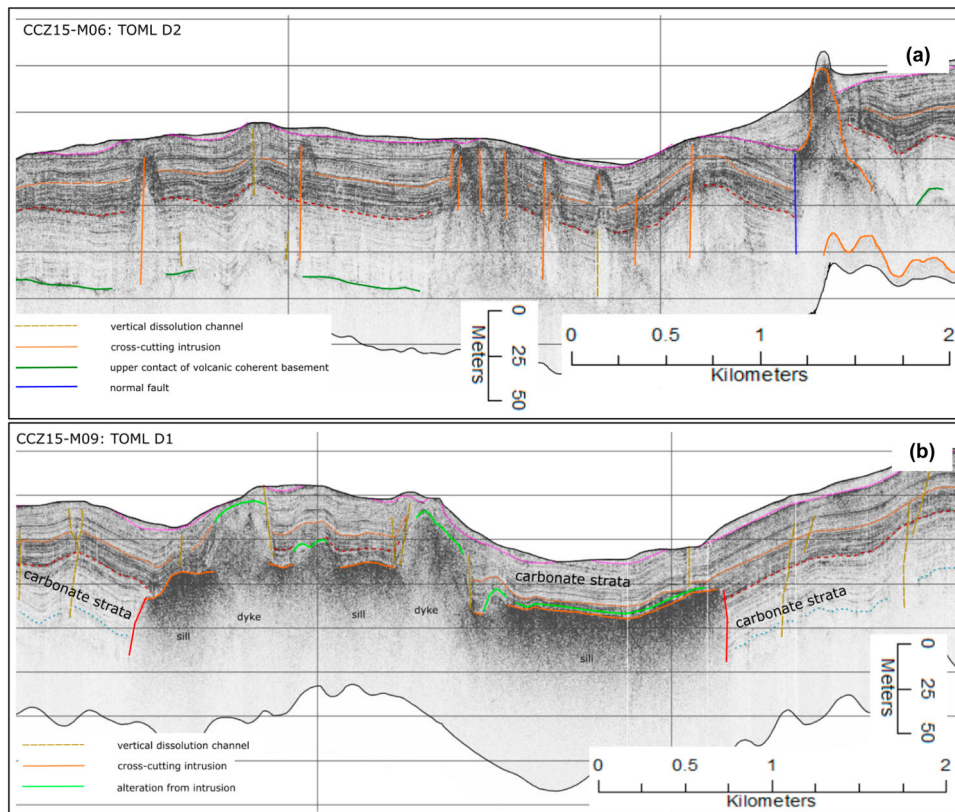 CCZ15-M06: TOML D2
(a)
vertical dissolution channel
cross-cutting intrusion
upper contact of volcanic coherent basement
normal fault
0
25
50
Meters
0 0.5 1 2
Kilometers
CCZ15-M09: TOML D1
(b)
carbonate strata
carbonate strata
carbonate strata
dyke
sill
sill
dyke
sill
vertical dissolution channel
cross-cutting intrusion
alteration from intrusion
0
25
50
Meters
0 0.5 1 2
Kilometers